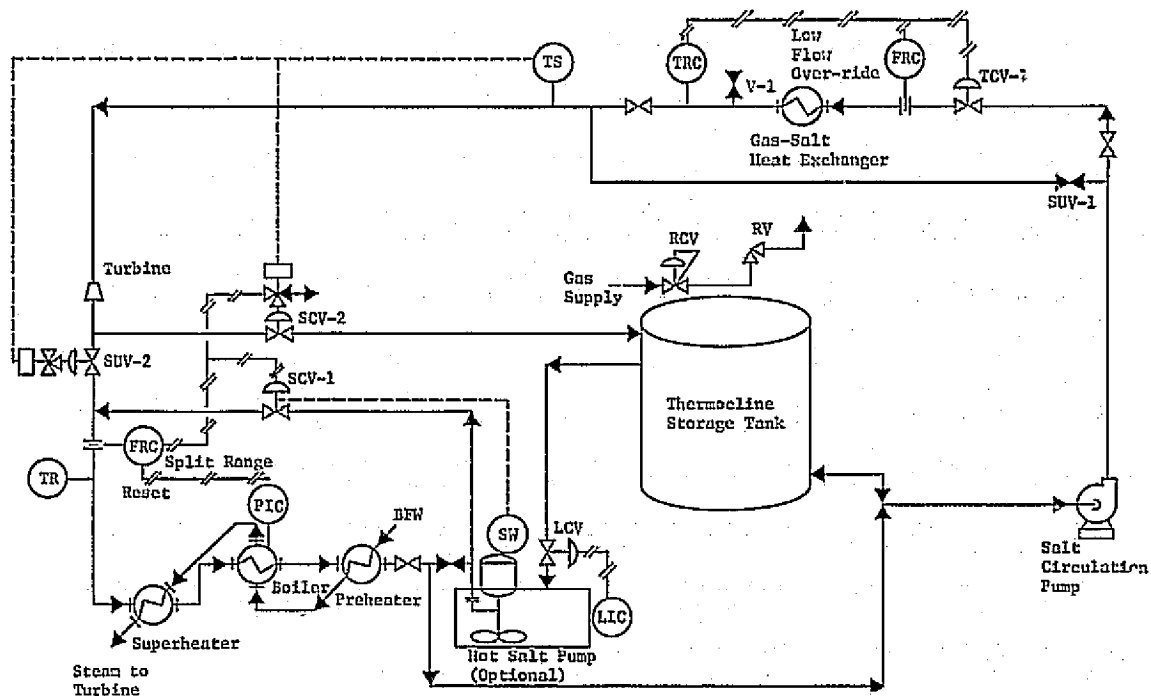 Low
Flow
Over-ride
TS
TRC
FRC
TCV-
V-1
Gas-Salt
Heat Exchanger
SUV-1
RCV
RV
Gas
Supply
Turbine
SCV-2
SUV-2
SCV-1
Thermocline
Storage Tank
FRC
Split Range
TR
Reset
PIC
BFW
SW
LCV
Boiler
Preheater
LIC
Salt
Circulation
Pump
Superheater
Hot Salt Pump
(Optional)
Steam to
Turbine